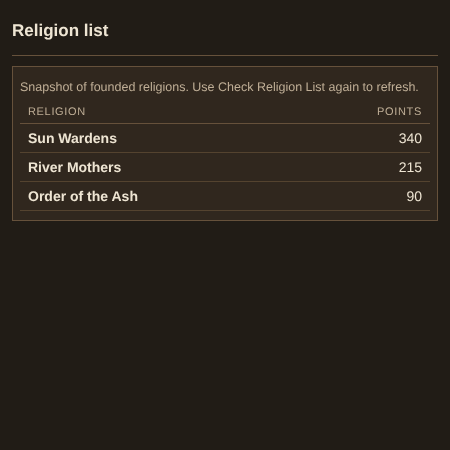 Religion list
Snapshot of founded religions. Use Check Religion List again to refresh.
RELIGION POINTS
Sun Wardens 340
River Mothers 215
Order of the Ash 90